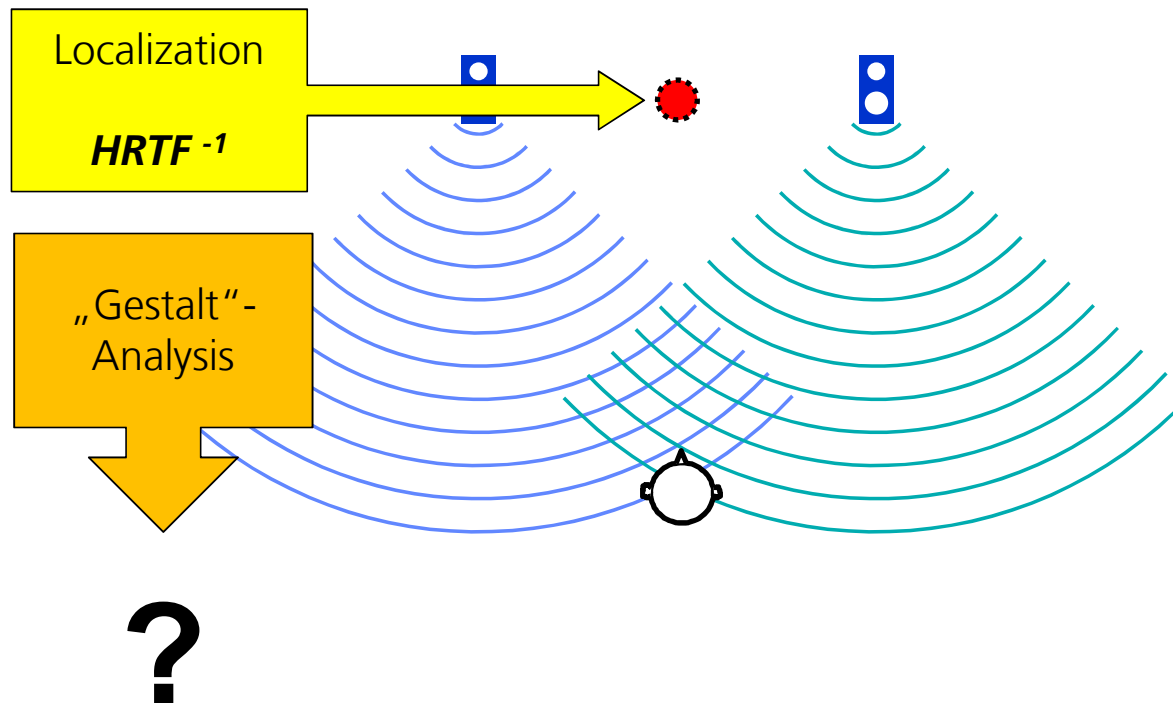 Localization
HRTF -1
„Gestalt“-
Analysis
?